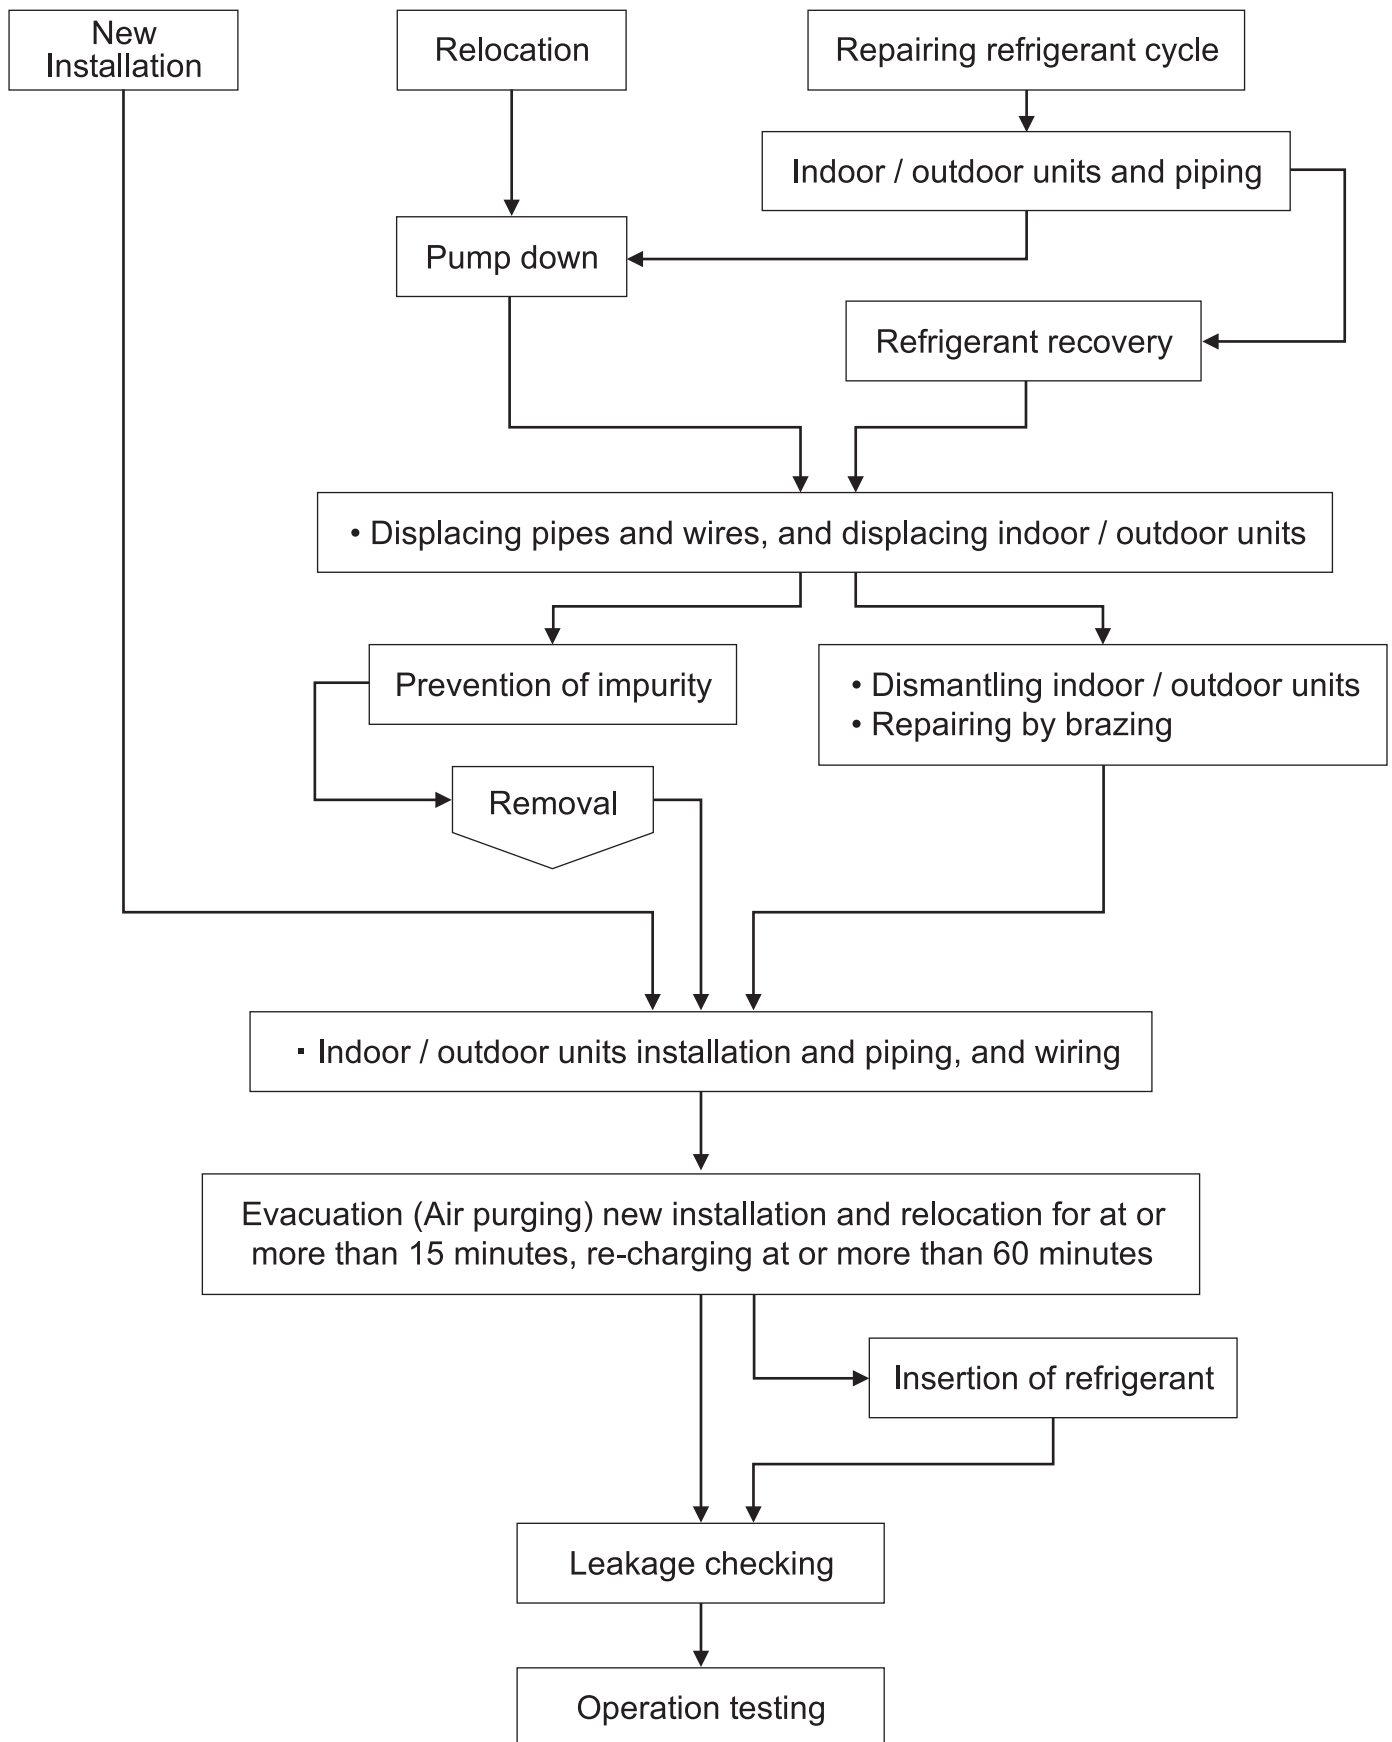 New
Installation
Relocation
Repairing refrigerant cycle
Indoor / outdoor units and piping
Pump down
Refrigerant recovery
• Displacing pipes and wires, and displacing indoor / outdoor units
Prevention of impurity
• Dismantling indoor / outdoor units
• Repairing by brazing
Removal
▪ Indoor / outdoor units installation and piping, and wiring
Evacuation (Air purging) new installation and relocation for at or
more than 15 minutes, re-charging at or more than 60 minutes
Insertion of refrigerant
Leakage checking
Operation testing